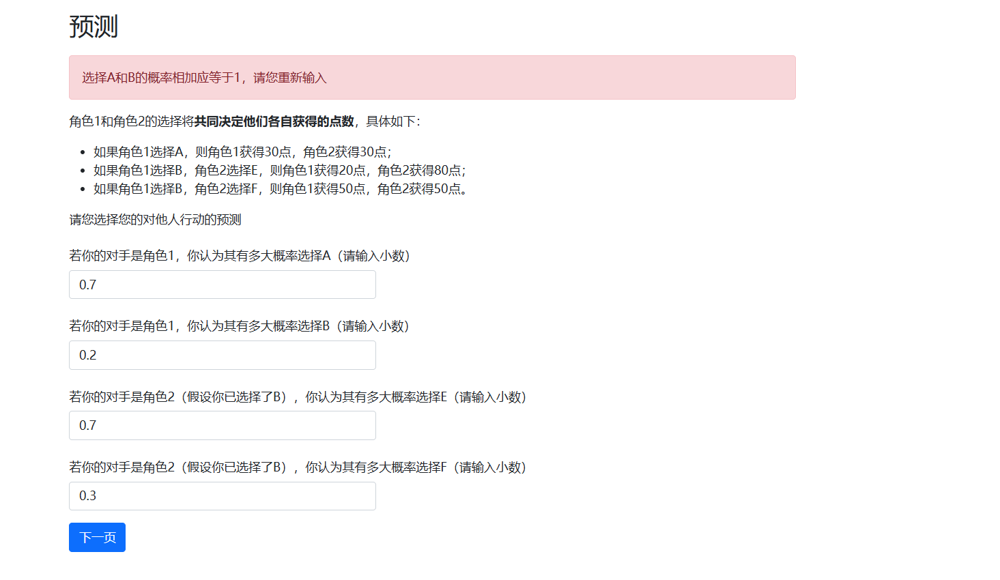 预测
选择A和B的概率相加应等于1，请您重新输入
角色1和角色2的选择将共同决定他们各自获得的点数，具体如下：
如果角色1选择A，则角色1获得30点，角色2获得30点；
如果角色1选择B，角色2选择E，则角色1获得20点，角色2获得80点；
如果角色1选择B，角色2选择F，则角色1获得50点，角色2获得50点。
请您选择您的对他人行动的预测
若你的对手是角色1，你认为其有多大概率选择A（请输入小数）
0.7
若你的对手是角色1，你认为其有多大概率选择B（请输入小数）
0.2
若你的对手是角色2（假设你已选择了B），你认为其有多大概率选择E（请输入小数）
0.7
若你的对手是角色2（假设你已选择了B），你认为其有多大概率选择F（请输入小数）
0.3
下一页